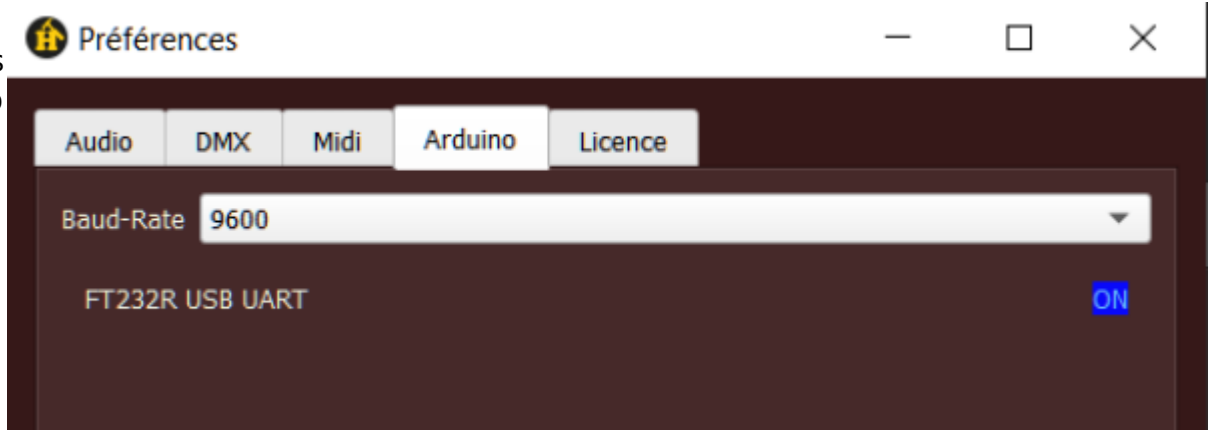 Préférences
Audio DMX Midi Arduino Licence
Baud-Rate 9600
FT232R USB UART ON